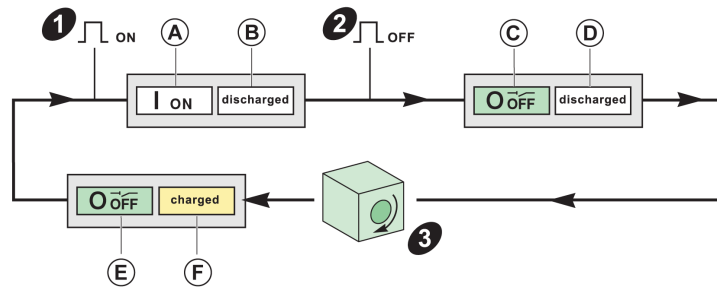 1 ON A B 2 OFF C D
I ON discharged O OFF discharged
O OFF charged 3
E F